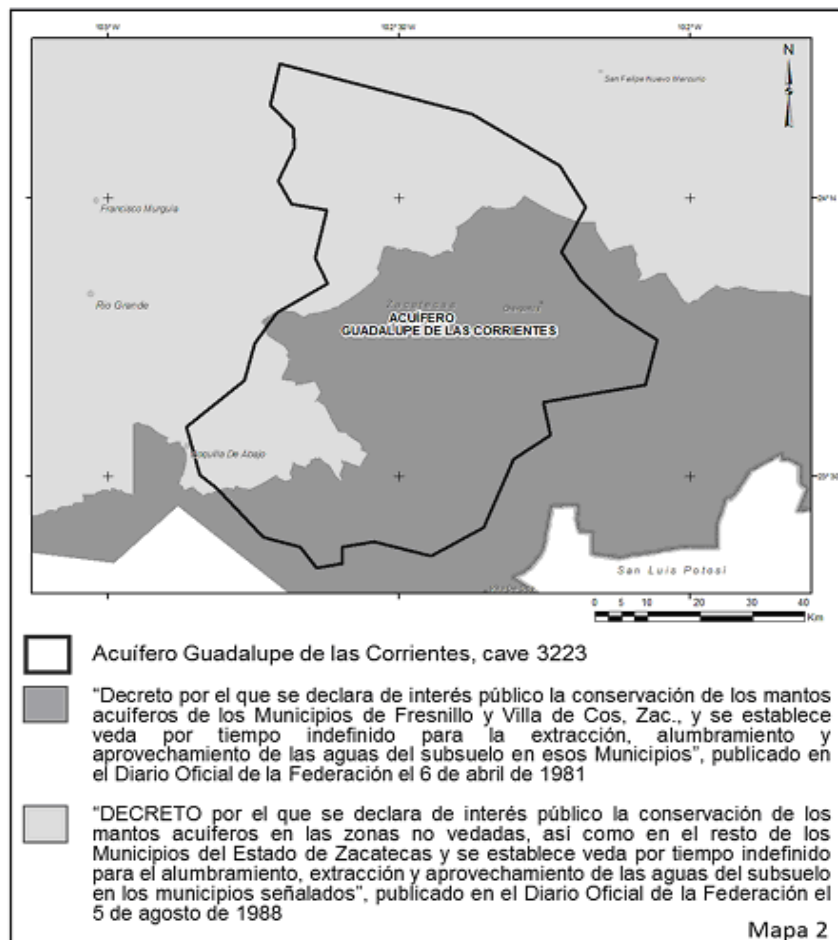 103°W 102°30'W 102°W
N
S
San Felipe Nuevo Mercurio
24°N
Francisco Murguía
Rio Grande
Zacatecas
ACUÍFERO
GUADALUPE DE LAS CORRIENTES
Boquilla De Abajo
23°30'
San Luis Potosí
0 5 10 20 30 40
Km
Acuífero Guadalupe de las Corrientes, cave 3223
“Decreto por el que se declara de interés público la conservación de los mantos
acuíferos de los Municipios de Fresnillo y Villa de Cos, Zac., y se establece
veda por tiempo indefinido para la extracción, alumbramiento y
aprovechamiento de las aguas del subsuelo en esos Municipios”, publicado en
el Diario Oficial de la Federación el 6 de abril de 1981
“DECRETO por el que se declara de interés público la conservación de los
mantos acuíferos en las zonas no vedadas, así como en el resto de los
Municipios del Estado de Zacatecas y se establece veda por tiempo indefinido
para el alumbramiento, extracción y aprovechamiento de las aguas del subsuelo
en los municipios señalados”, publicado en el Diario Oficial de la Federación el
5 de agosto de 1988
Mapa 2